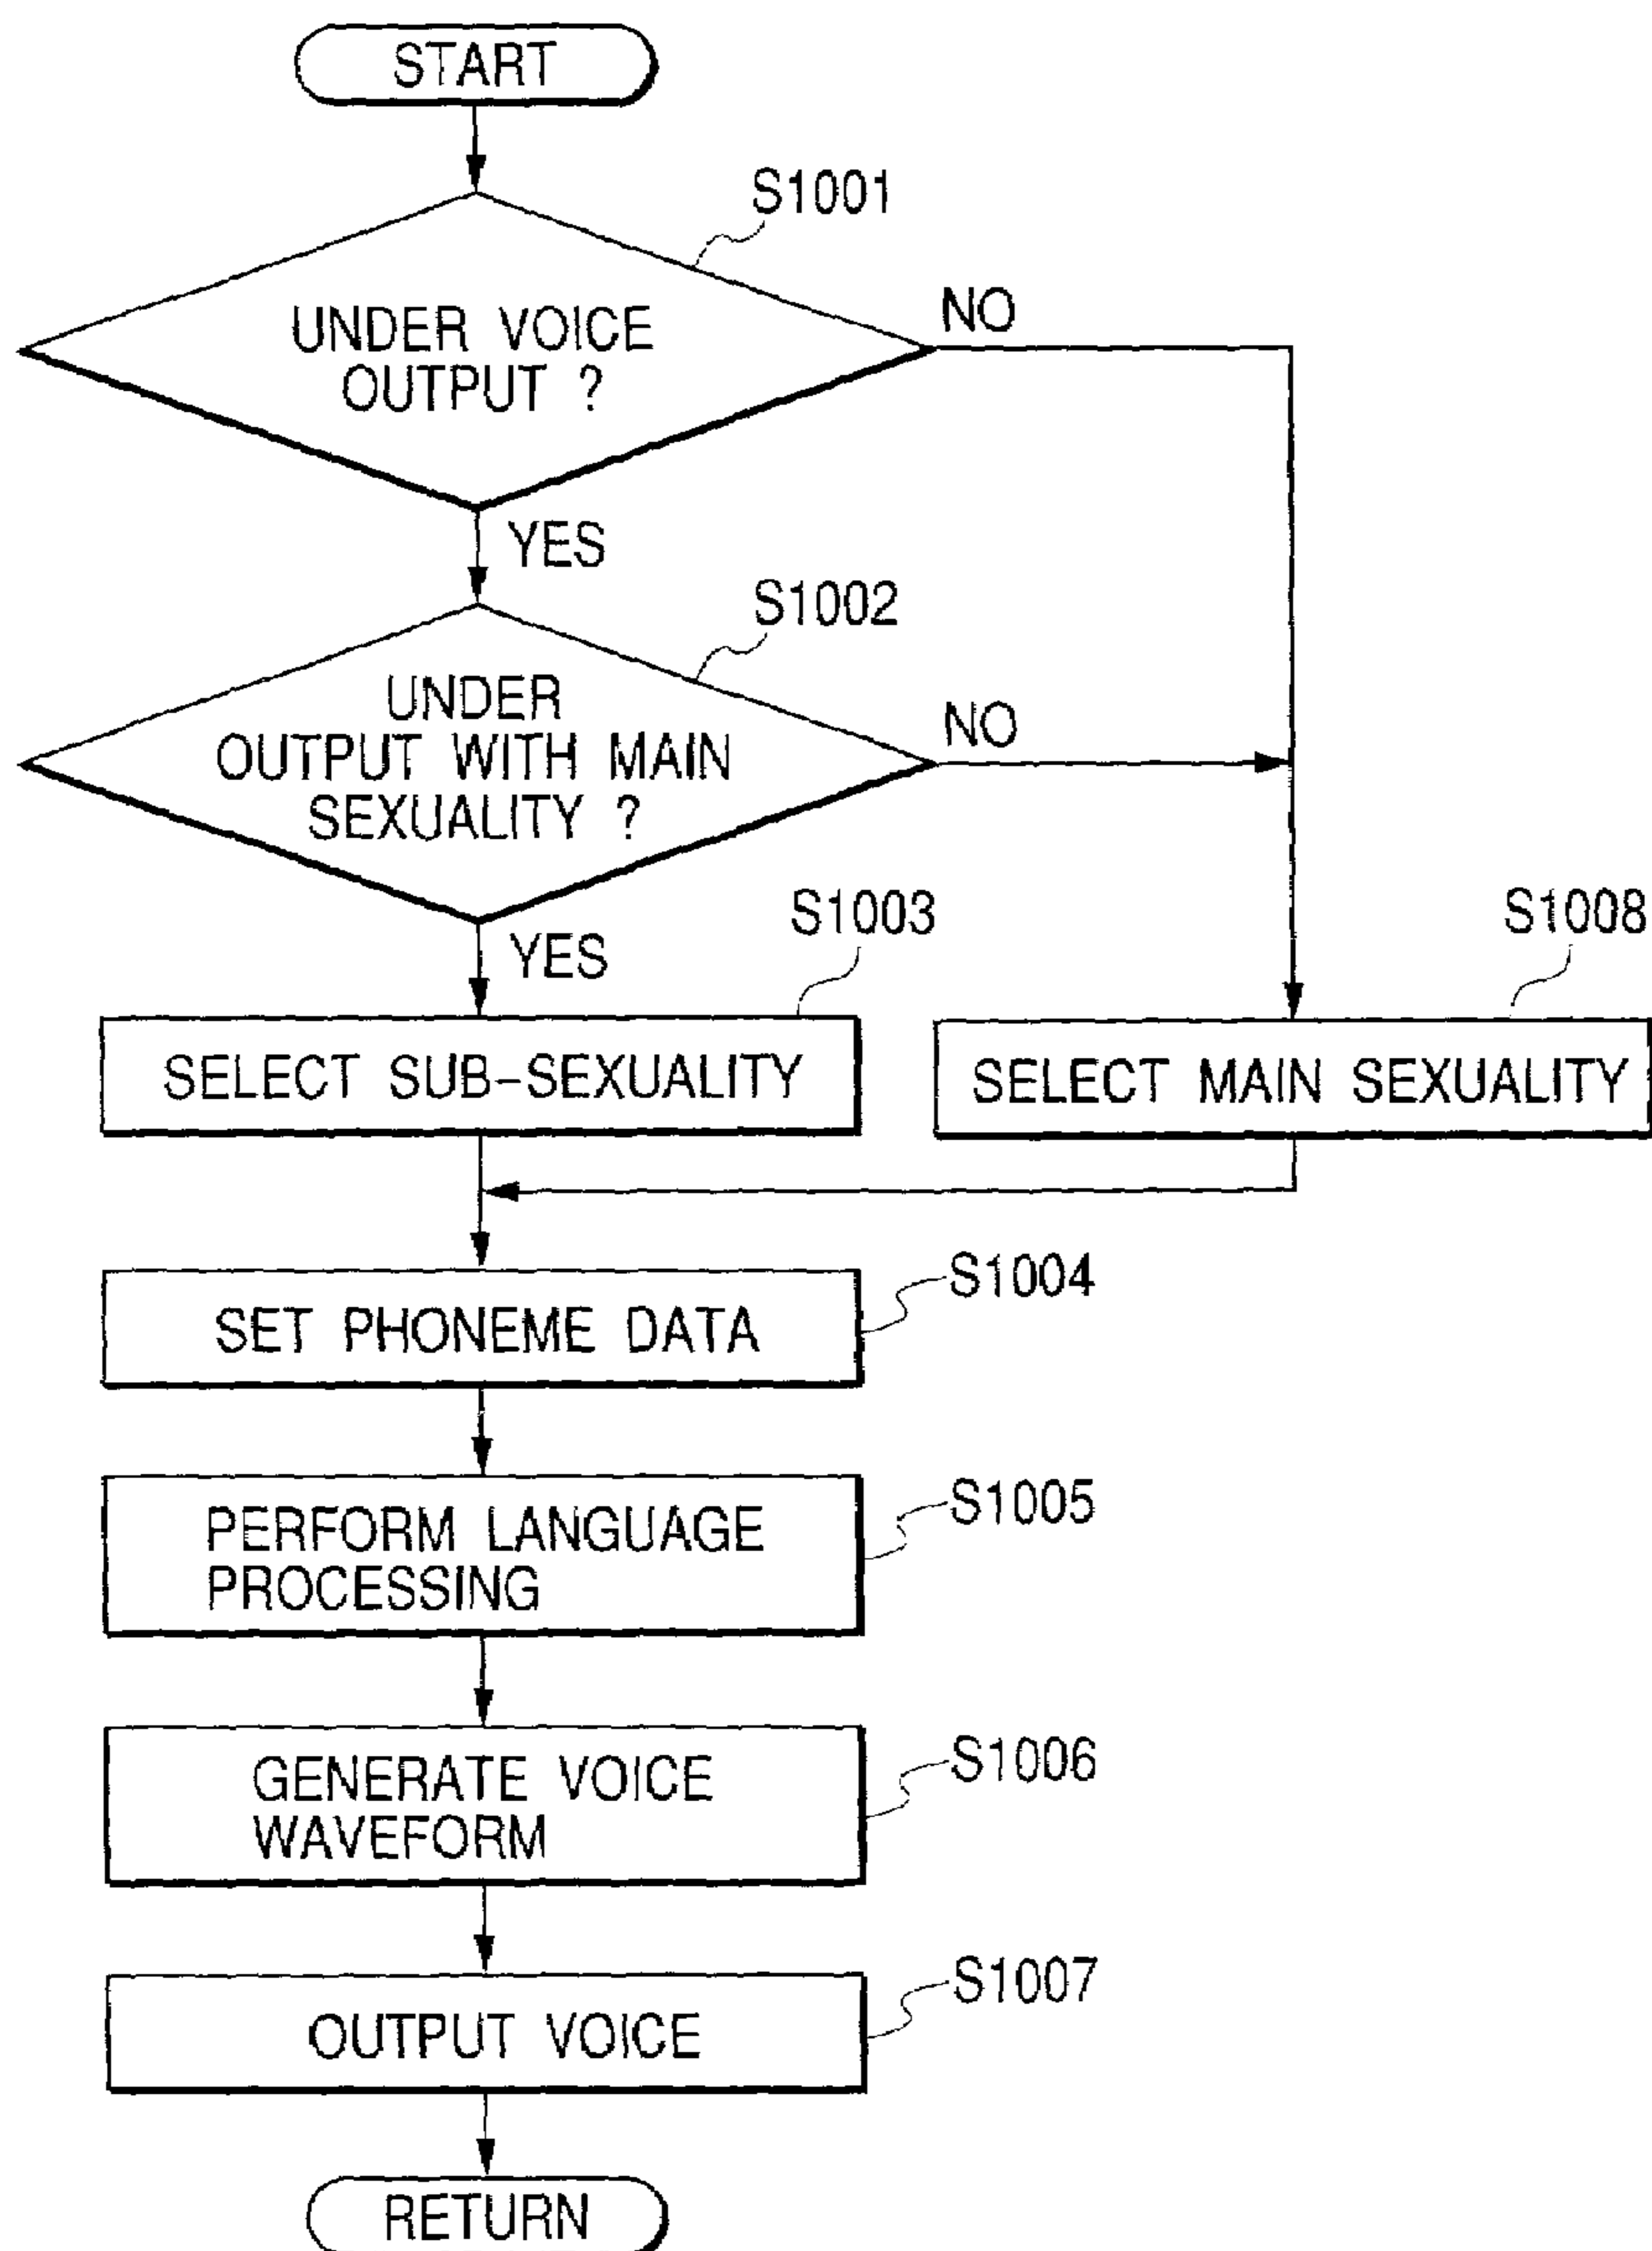 START
S1001
UNDER VOICE
OUTPUT ?
NO
YES
S1002
UNDER
OUTPUT WITH MAIN
SEXUALITY ?
NO
YES
S1003
S1008
SELECT SUB-SEXUALITY
SELECT MAIN SEXUALITY
S1004
SET PHONEME DATA
S1005
PERFORM LANGUAGE
PROCESSING
S1006
GENERATE VOICE
WAVEFORM
S1007
OUTPUT VOICE
RETURN